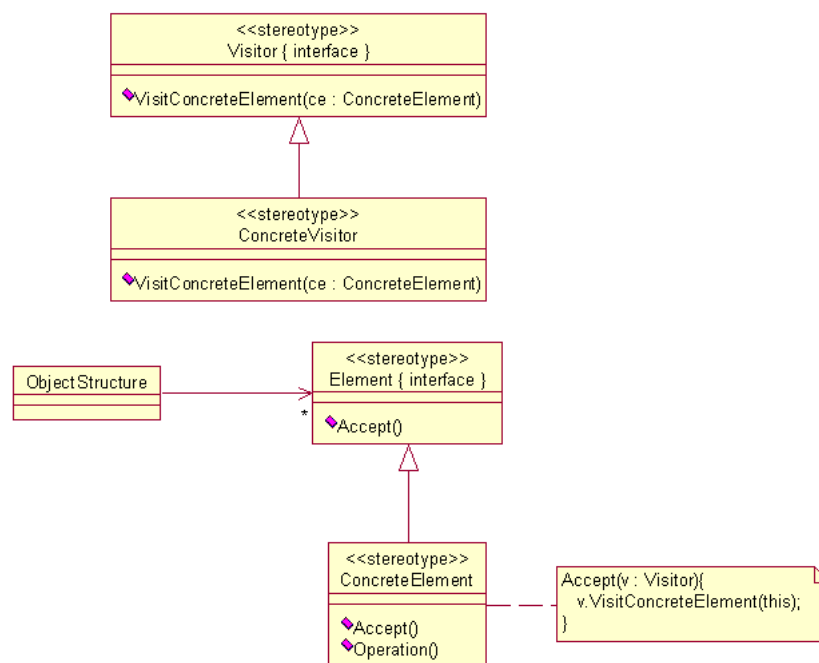 <<stereotype>>
Visitor { interface }
VisitConcreteElement(ce : ConcreteElement)
<<stereotype>>
ConcreteVisitor
VisitConcreteElement(ce : ConcreteElement)
ObjectStructure
*
<<stereotype>>
Element { interface }
Accept()
<<stereotype>>
ConcreteElement
Accept()
Operation()
Accept(v : Visitor){
v.VisitConcreteElement(this);
}